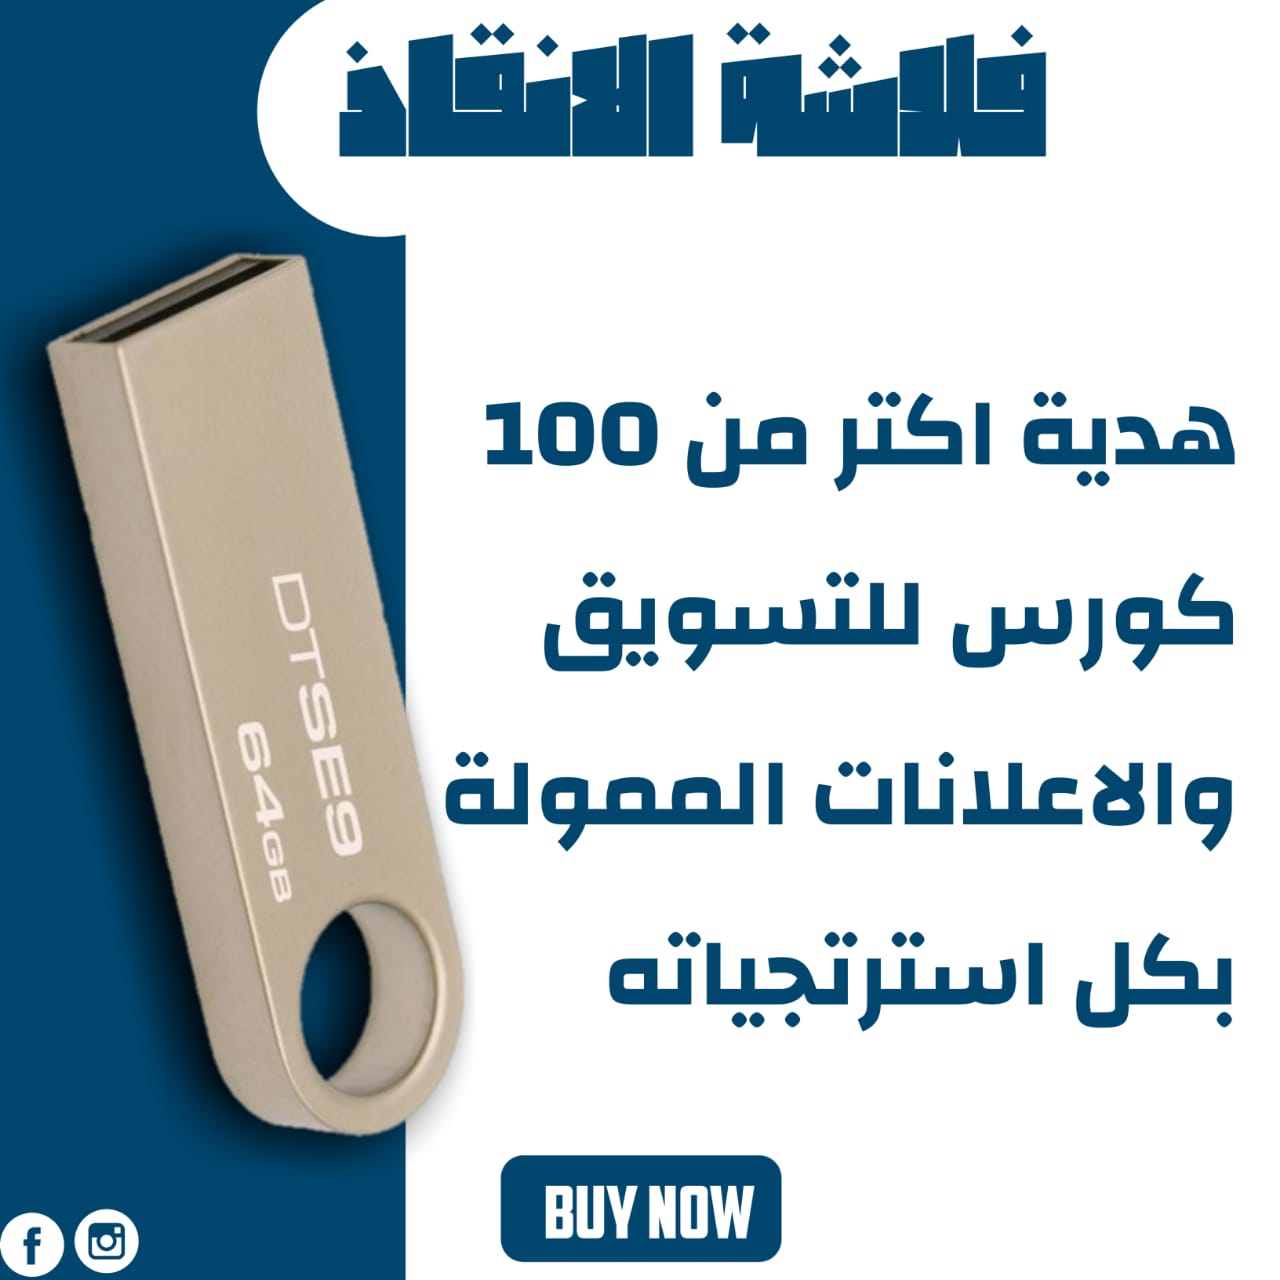 فلاشة الانقاذ
هدية اكتر من 100
كورس للتسويق
والاعلانات الممولة
بكل استرتجياته
DTSE9
64GB
BUY NOW